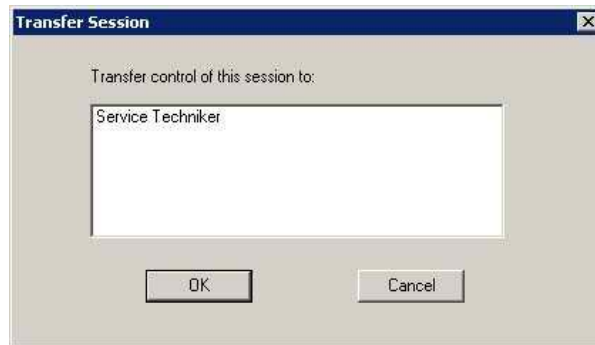 Transfer Session
Transfer control of this session to:
Service Techniker
OK
Cancel